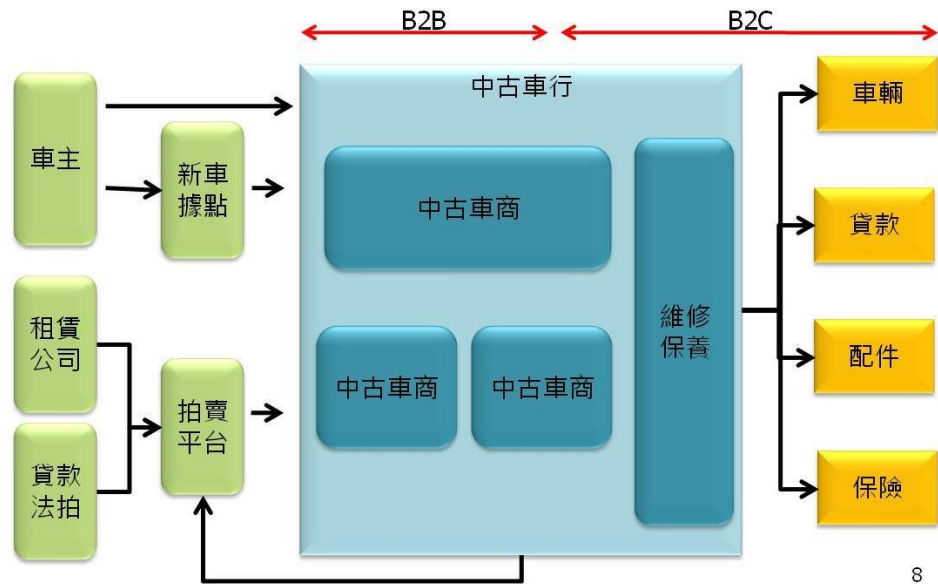 B2B
B2C
中古車行
車主
新車
據點
租賃
公司
貸款
法拍
拍賣
平台
中古車商
中古車商
中古車商
維修
保養
車輛
貸款
配件
保險
8